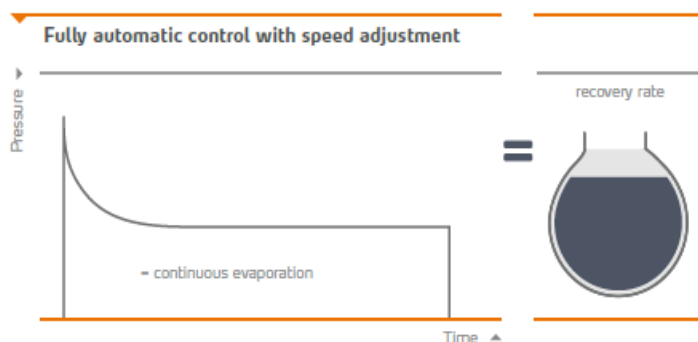 Fully automatic control with speed adjustment
Pressure
recovery rate
=
– continuous evaporation
Time